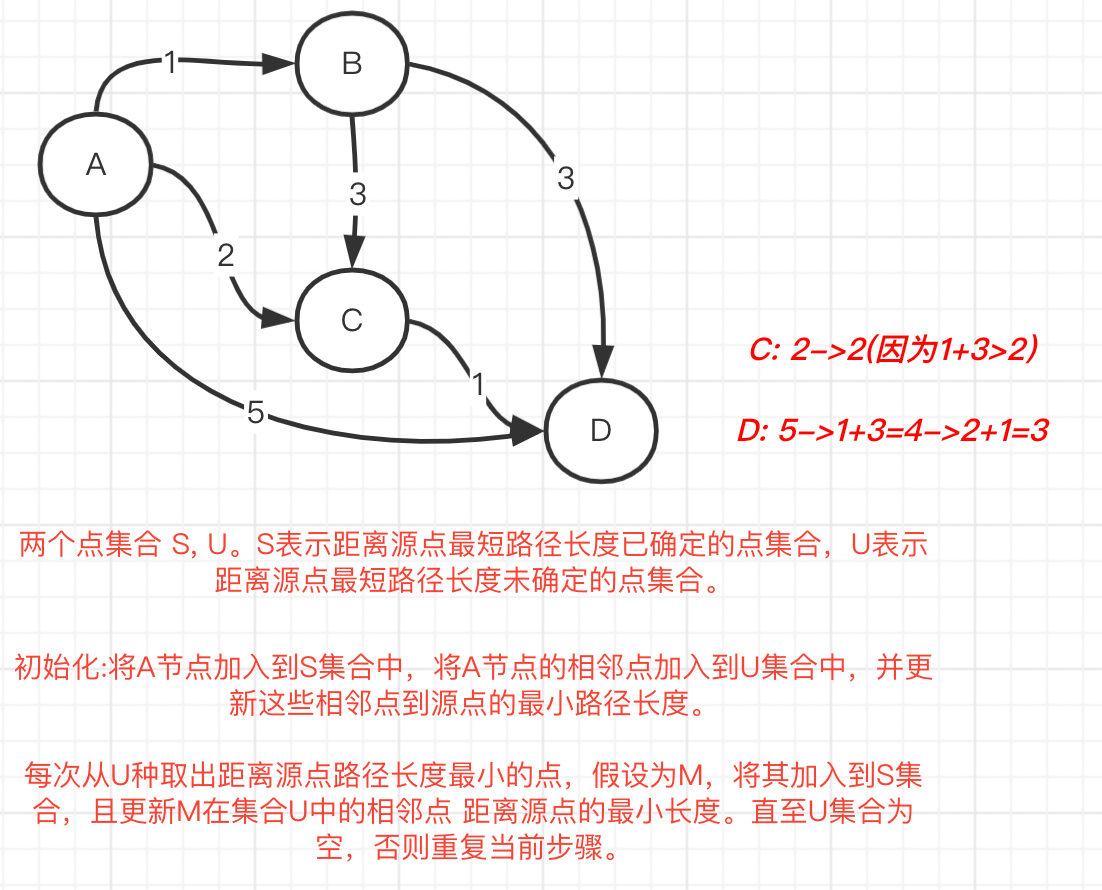 1
B
A
3
3
2
C
C: 2->2(因为1+3>2)
1
5
D
D: 5->1+3=4->2+1=3
两个点集合 S, U。S表示距离源点最短路径长度已确定的点集合，U表示
距离源点最短路径长度未确定的点集合。
初始化:将A节点加入到S集合中，将A节点的相邻点加入到U集合中，并更
新这些相邻点到源点的最小路径长度。
每次从U种取出距离源点路径长度最小的点，假设为M，将其加入到S集
合，且更新M在集合U中的相邻点 距离源点的最小长度。直至U集合为
空，否则重复当前步骤。